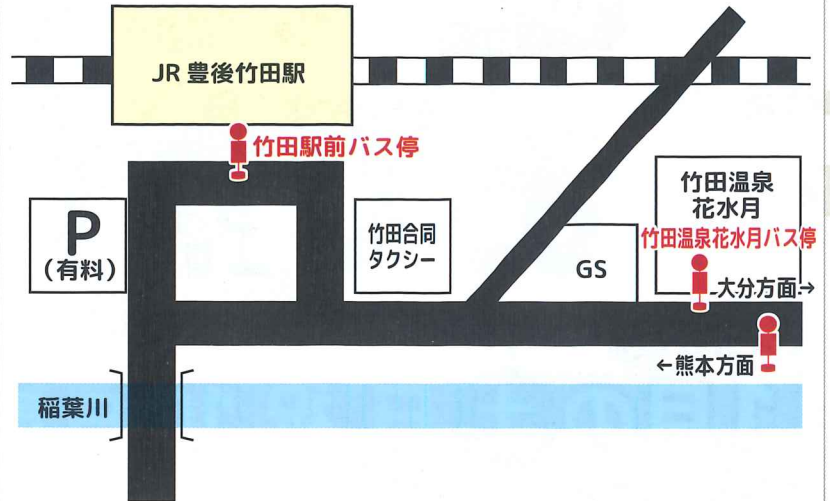 JR 豊後竹田駅
竹田駅前バス停
P
（有料）
竹田合同
タクシー
GS
竹田温泉
花水月
竹田温泉花水月バス停
大分方面→
←熊本方面
稲葉川